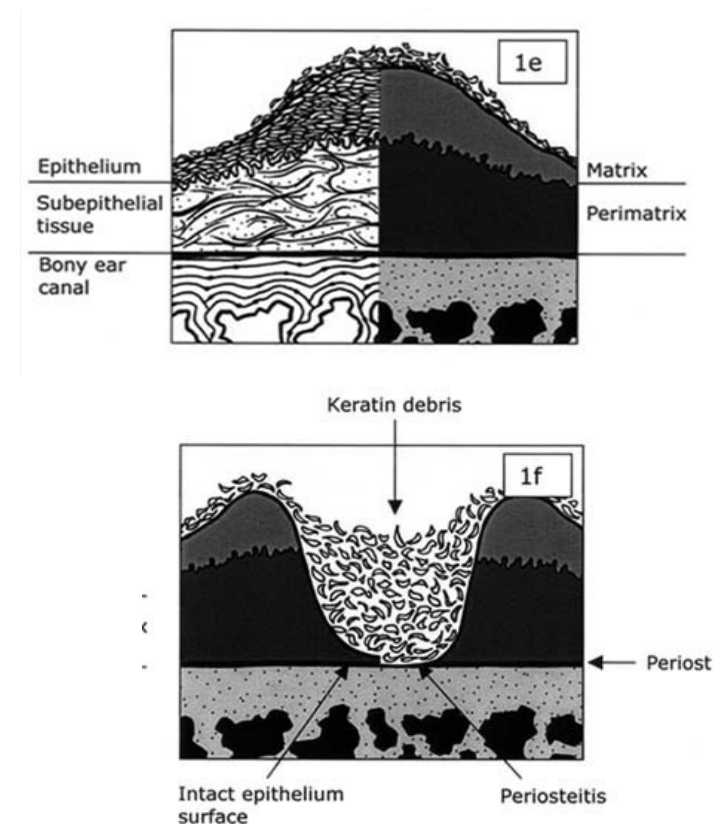 1e
Epithelium
Matrix
Subepithelial
tissue
Perimatrix
Bony ear
canal
Keratin debris
1f
Periost
Intact epithelium
surface
Periosteitis